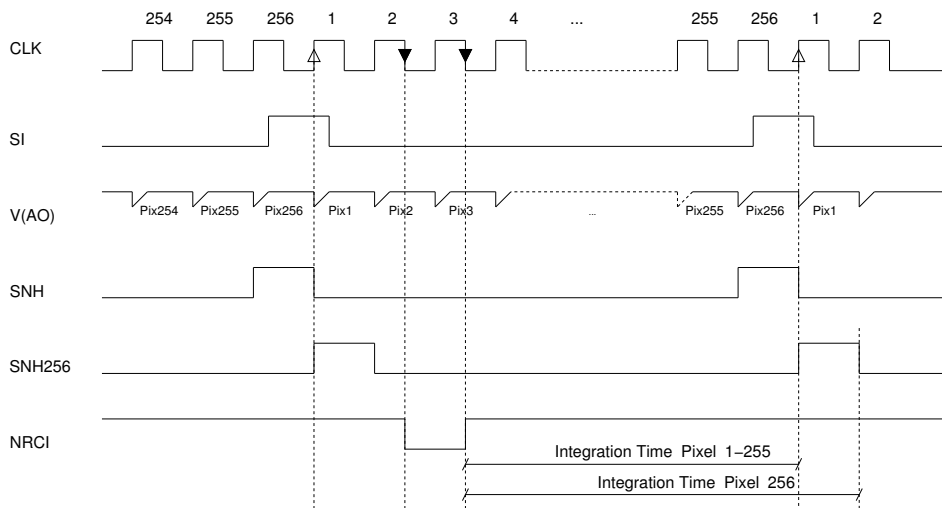 254 255 256 1 2 3 4 ... 255 256 1 2
CLK
SI
V(AO)
Pix254 Pix255 Pix256 Pix1 Pix2 Pix3 ... Pix255 Pix256 Pix1
SNH
SNH256
NRCI
Integration Time Pixel 1–255
Integration Time Pixel 256